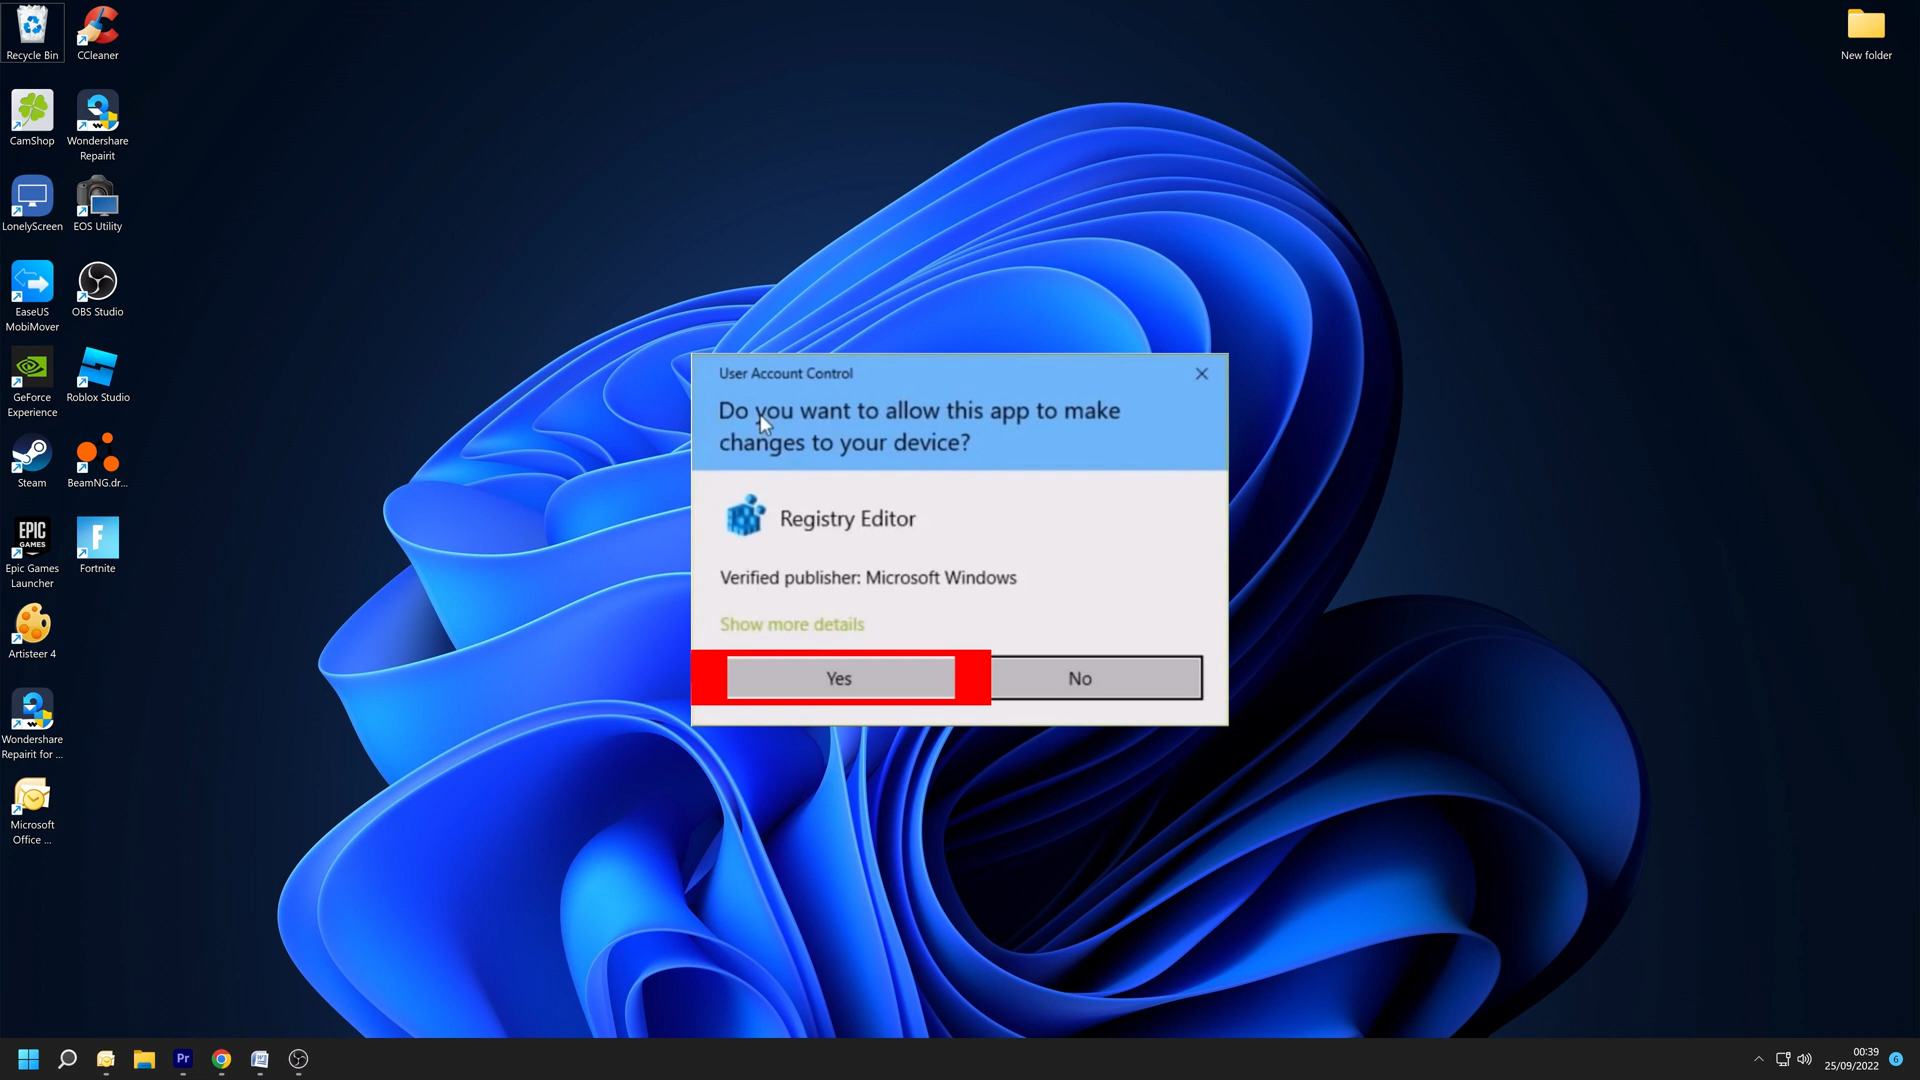 Recycle Bin
CCleaner
New folder
CamShop
Wondershare
Repairit
LonelyScreen
EOS Utility
EaseUS
MobiMover
OBS Studio
GeForce
Experience
Roblox Studio
Steam
BeamNG.dr...
EPIC
GAMES
Epic Games
Launcher
F
Fortnite
Artisteer 4
Wondershare
Repairit for ...
Microsoft
Office ...
User Account Control
Do you want to allow this app to make
changes to your device?
Registry Editor
Verified publisher: Microsoft Windows
Show more details
Yes
No
Pr
00:39
25/09/2022
6